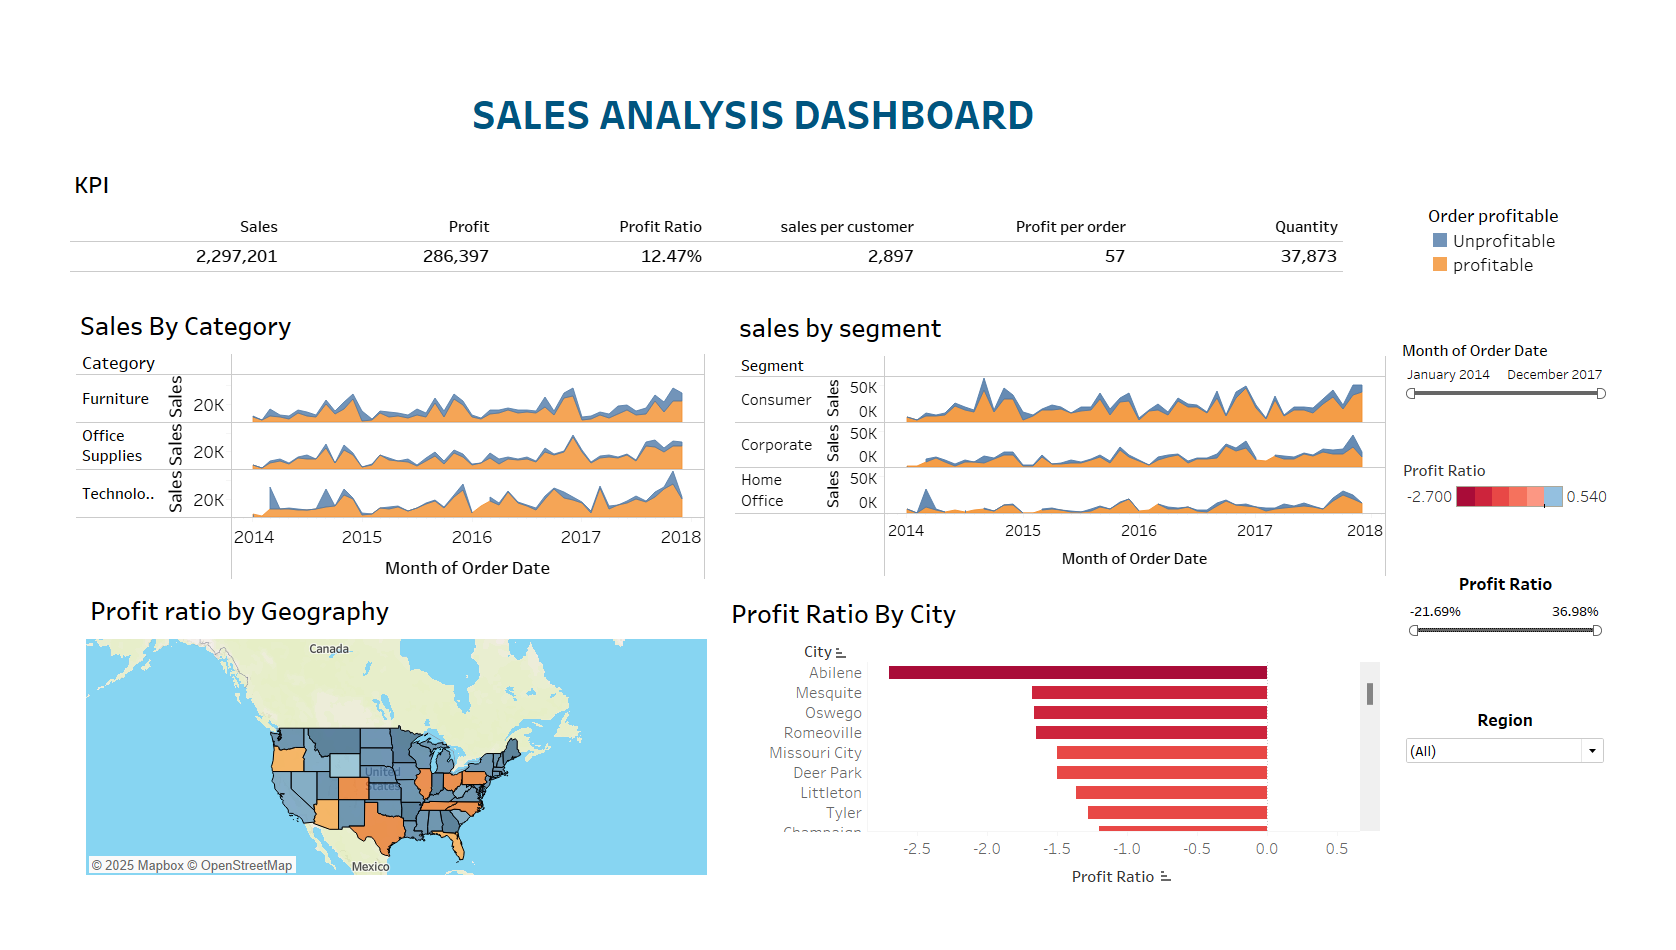 SALES ANALYSIS DASHBOARD
KPI
Sales Profit Profit Ratio sales per customer Profit per order Quantity
2,297,201 286,397 12.47% 2,897 57 37,873
Order profitable
Unprofitable
profitable
Sales By Category
Category
Furniture
Sales
20K
Office
Supplies
Sales
20K
Technolo..
Sales
20K
2014 2015 2016 2017 2018
Month of Order Date
sales by segment
Segment
Consumer
Sales
50K
0K
Corporate
Sales
50K
0K
Home
Office
Sales
50K
0K
2014 2015 2016 2017 2018
Month of Order Date
Month of Order Date
January 2014 December 2017
Profit Ratio
-2.700 0.540
Profit Ratio
-21.69% 36.98%
Region
(All)
Profit ratio by Geography
Canada
United
States
Mexico
© 2025 Mapbox © OpenStreetMap
Profit Ratio By City
City
Abilene
Mesquite
Oswego
Romeoville
Missouri City
Deer Park
Littleton
Tyler
Champaign
-2.5 -2.0 -1.5 -1.0 -0.5 0.0 0.5
Profit Ratio